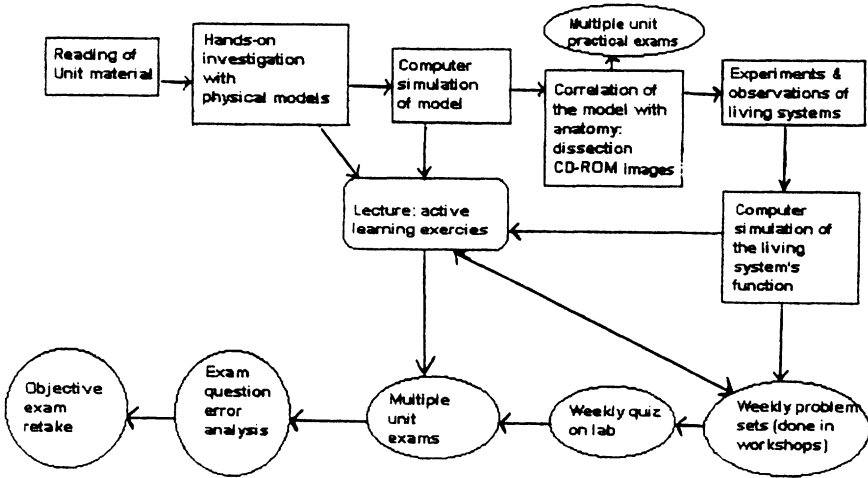 Multiple unit
practical exams
Reading of
Unit material
Hands-on
investigation
with
physical models
Computer
simulation
of model
Correlation of
the model with
anatomy:
dissection
CD-ROM Images
Experiments &
observations of
living systems
Lecture: active
learning exercies
Computer
simulation of
the living
system's
function
Objective
exam
retake
Exam
question
error
analysis
Multiple
unit
exams
Weekly quiz
on lab
Weekly problem
sets (done in
workshops)